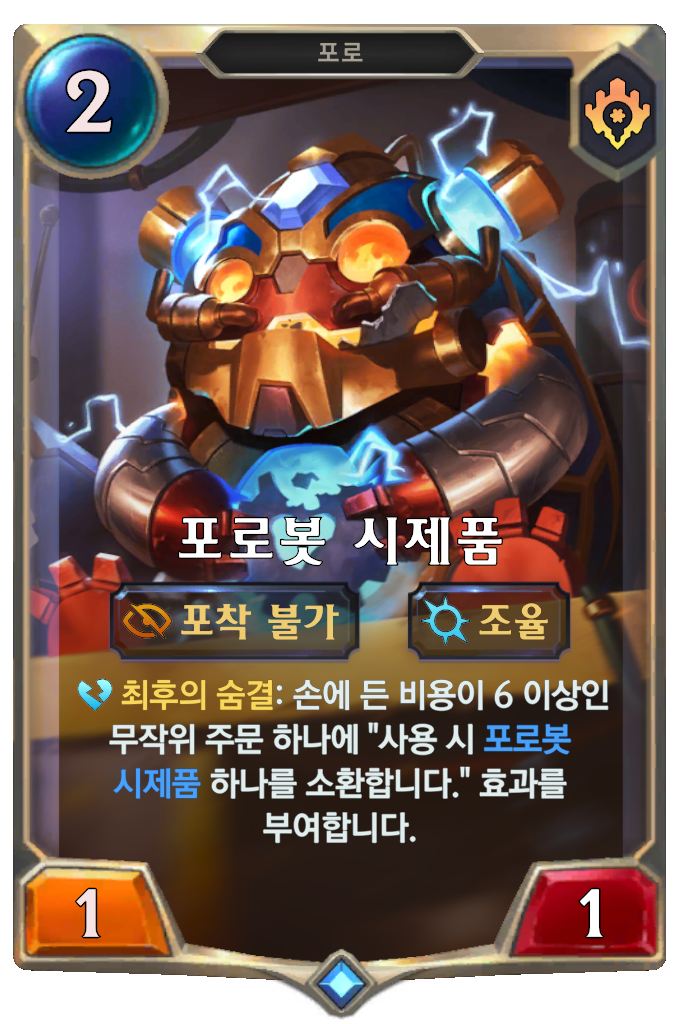 포로
2
포로봇 시제품
포착 불가 조율
최후의 숨결: 손에 든 비용이 6 이상인
무작위 주문 하나에 "사용 시 포로봇
시제품 하나를 소환합니다." 효과를
부여합니다.
1 1